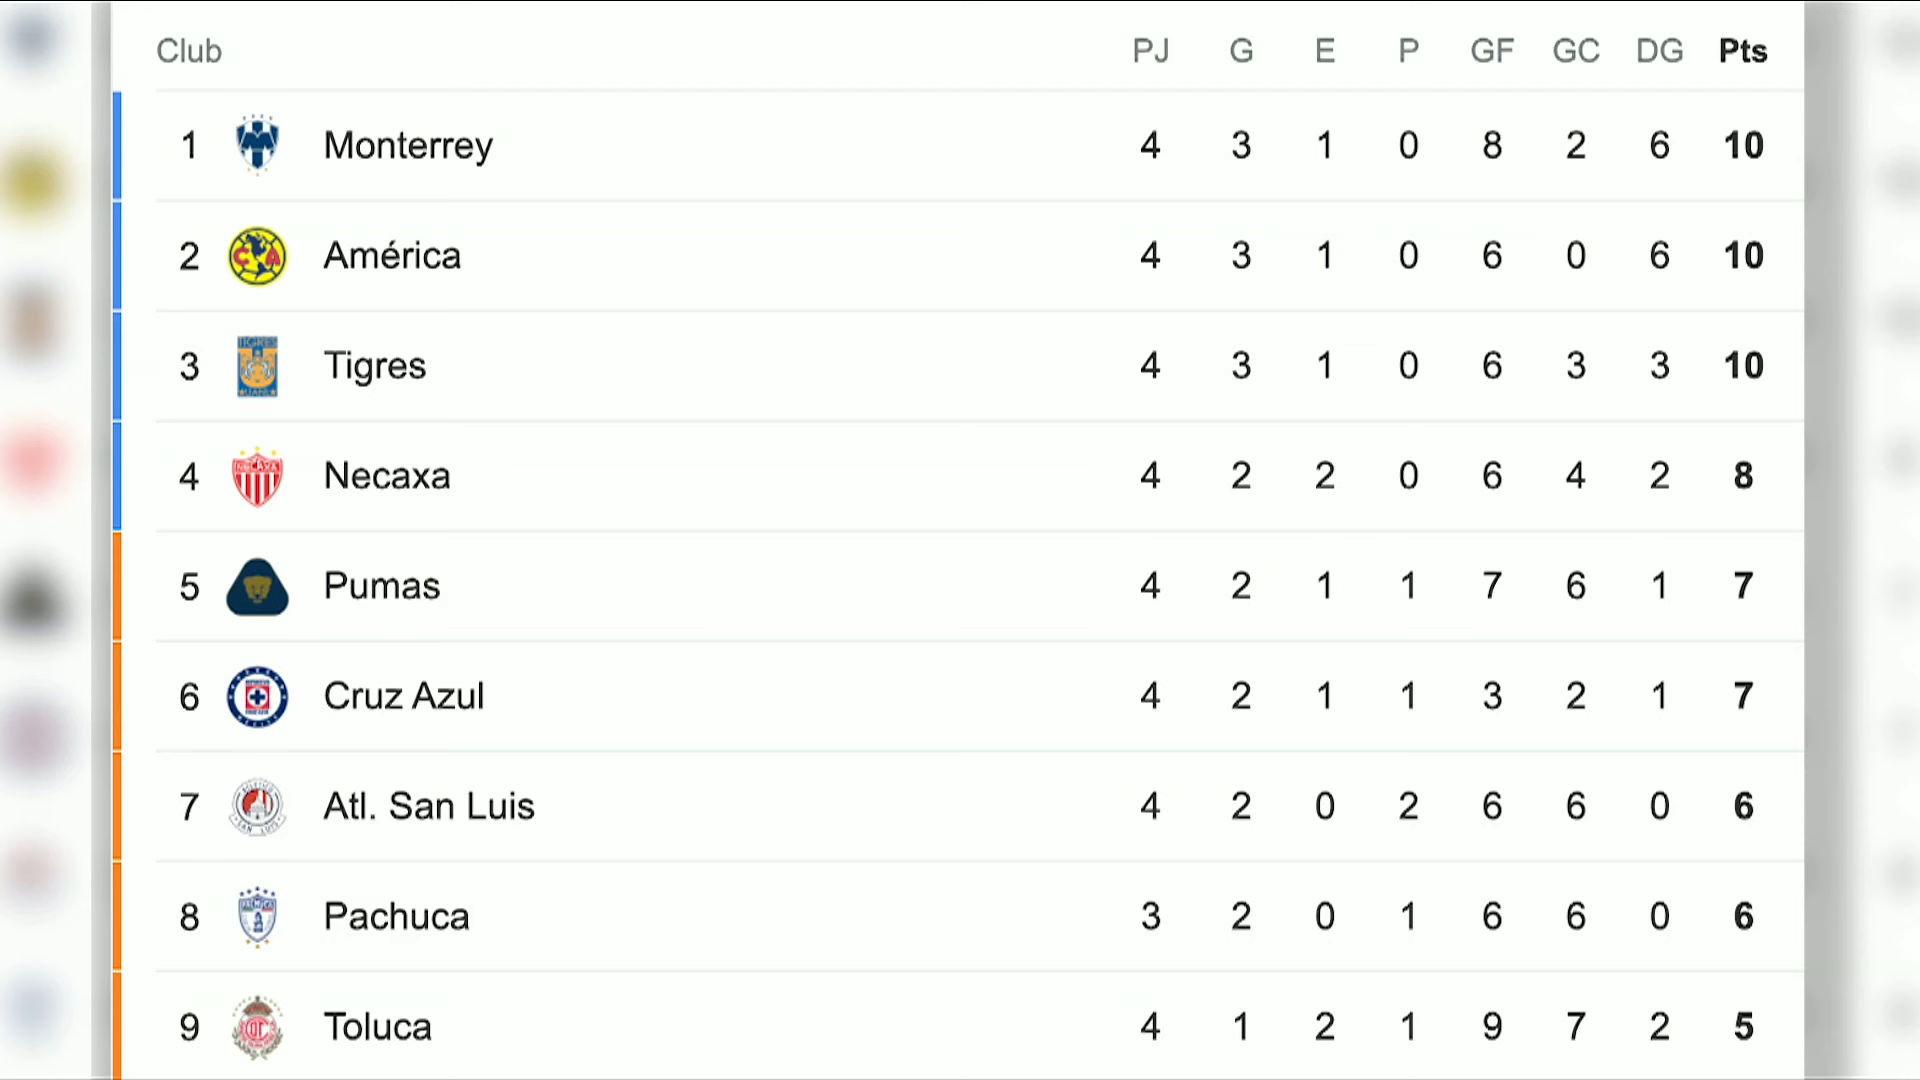 Club PJ G E P GF GC DG Pts
1 Monterrey 4 3 1 0 8 2 6 10
2 América 4 3 1 0 6 0 6 10
3 Tigres 4 3 1 0 6 3 3 10
4 Necaxa 4 2 2 0 6 4 2 8
5 Pumas 4 2 1 1 7 6 1 7
6 Cruz Azul 4 2 1 1 3 2 1 7
7 Atl. San Luis 4 2 0 2 6 6 0 6
8 Pachuca 3 2 0 1 6 6 0 6
9 Toluca 4 1 2 1 9 7 2 5